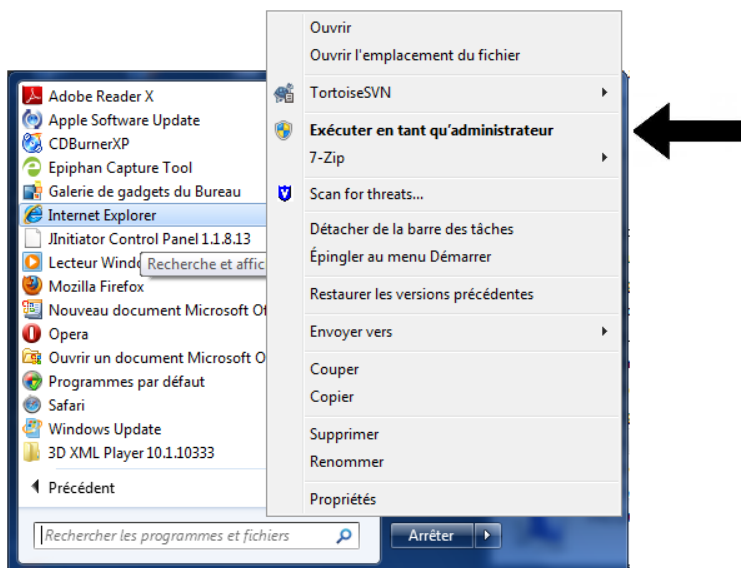 Ouvrir
Ouvrir l'emplacement du fichier
TortoiseSVN
Exécuter en tant qu'administrateur
7-Zip
Scan for threats...
Détacher de la barre des tâches
Épingler au menu Démarrer
Restaurer les versions précédentes
Envoyer vers
Couper
Copier
Supprimer
Renommer
Propriétés
Adobe Reader X
Apple Software Update
CDBurnerXP
Epiphan Capture Tool
Galerie de gadgets du Bureau
Internet Explorer
JInitiator Control Panel 1.1.8.13
Lecteur Windo
Recherche et affic
Mozilla Firefox
Nouveau document Microsoft Of
Opera
Ouvrir un document Microsoft O
Programmes par défaut
Safari
Windows Update
3D XML Player 10.1.10333
Précédent
Rechercher les programmes et fichiers
Arrêter